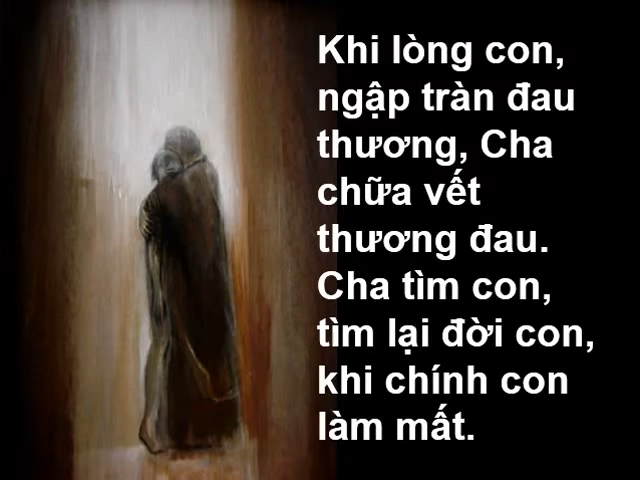 Khi lòng con,
ngập tràn đau
thương, Cha
chữa vết
thương đau.
Cha tìm con,
tìm lại đời con,
khi chính con
làm mất.